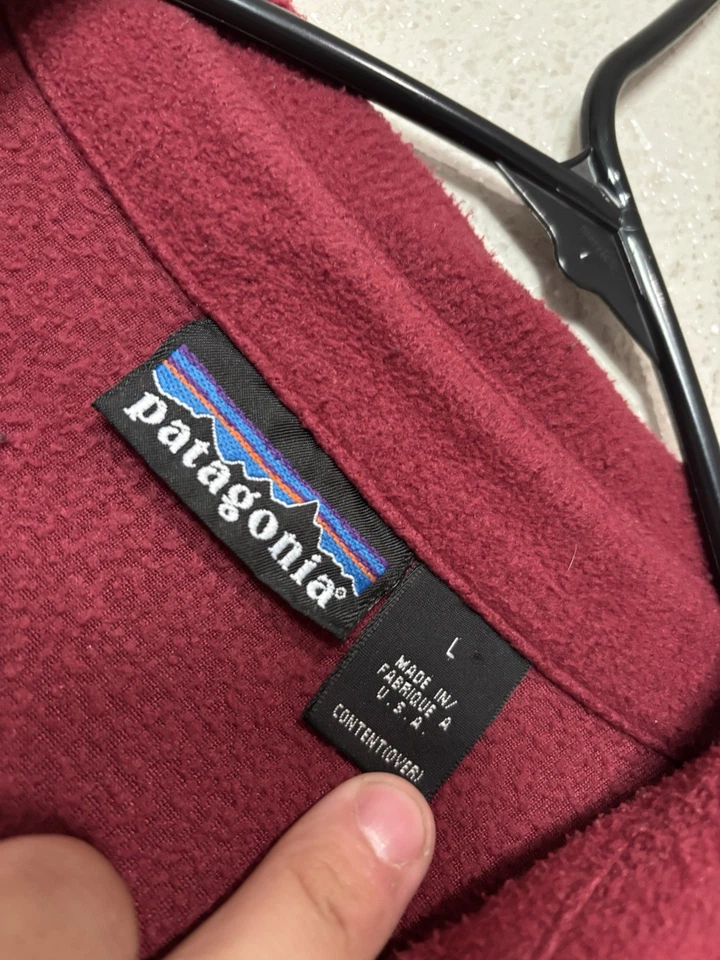 patagonia®
L
MADE IN/
FABRIQUE A
U.S.A.
CONTENT(OVER)